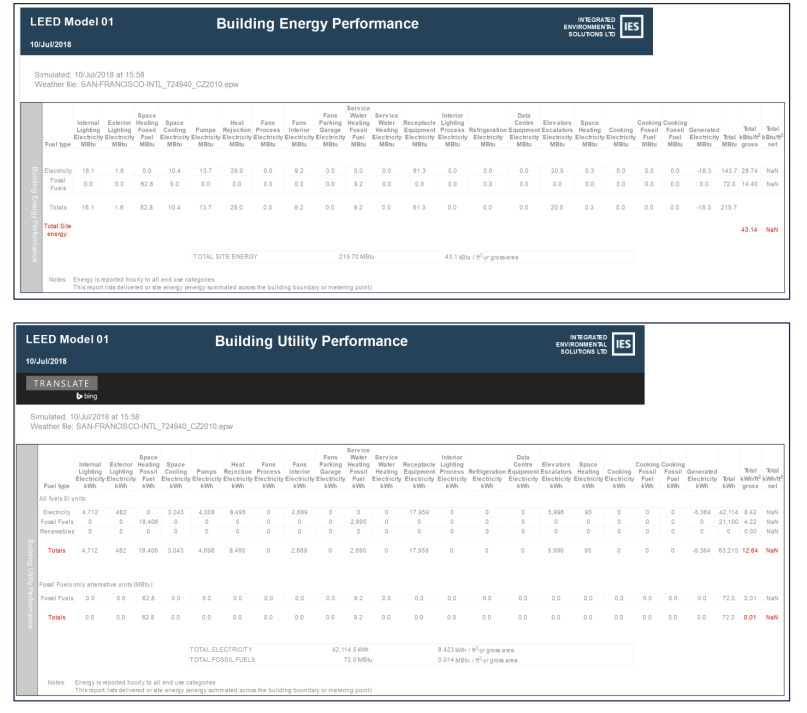 LEED Model 01
Building Energy Performance
INTEGRATED
ENVIRONMENTAL
SOLUTIONS LTD
IES
10/Jul/2018
Simulated: 10/Jul/2018 at 15:58
Weather file: SAN-FRANCISCO-INTL_724940_CZ2010.epw
Building Energy Performance
Fuel type Internal Lighting Electricity MBtu Exterior Lighting Electricity MBtu Space Heating Fossil Fuel MBtu Space Cooling Electricity MBtu Pumps Electricity MBtu Heat Rejection Electricity MBtu Fans Process Electricity MBtu Fans Interior Electricity MBtu Fans Parking Garage Electricity MBtu Service Water Heating Fossil Fuel MBtu Service Water Heating Electricity MBtu Receptacle Equipment Electricity MBtu Interior Lighting Process Electricity MBtu Refrigeration Electricity MBtu Data Centre Equipment Electricity MBtu Elevators Escalators Electricity MBtu Space Heating Electricity MBtu Cooking Electricity MBtu Cooking Fossil Fuel MBtu Cooking Fossil Fuel MBtu Generated Electricity MBtu Total MBtu Total kBtu/ft² gross Total kBtu/ft² net
Electricity 16.1 1.6 0.0 10.4 13.7 29.0 0.0 9.2 0.0 0.0 0.0 61.3 0.0 0.0 0.0 20.5 0.3 0.0 0.0 0.0 -18.3 143.7 28.74 NaN
Fossil Fuels 0.0 0.0 62.8 0.0 0.0 0.0 0.0 0.0 0.0 9.2 0.0 0.0 0.0 0.0 0.0 0.0 0.0 0.0 0.0 0.0 0.0 72.0 14.40 NaN
Totals 16.1 1.6 62.8 10.4 13.7 29.0 0.0 9.2 0.0 9.2 0.0 61.3 0.0 0.0 0.0 20.5 0.3 0.0 0.0 0.0 -18.3 215.7
Total Site energy: 43.14 NaN
TOTAL SITE ENERGY 215.70 MBtu 43.1 kBtu / ft²-yr gross area
Notes: Energy is reported hourly to all end use categories
This report lists delivered or site energy (energy summated across the building boundary or metering point)
LEED Model 01
Building Utility Performance
INTEGRATED
ENVIRONMENTAL
SOLUTIONS LTD
IES
10/Jul/2018
TRANSLATE
bing
Simulated: 10/Jul/2018 at 15:58
Weather file: SAN-FRANCISCO-INTL_724940_CZ2010.epw
Building Utility Performance
Fuel type Internal Lighting Electricity kWh Exterior Lighting Electricity kWh Space Heating Fossil Fuel kWh Space Cooling Electricity kWh Pumps Electricity kWh Heat Rejection Electricity kWh Fans Process Electricity kWh Fans Interior Electricity kWh Fans Parking Garage Electricity kWh Service Water Heating Fossil Fuel kWh Service Water Heating Electricity kWh Receptacle Equipment Electricity kWh Interior Lighting Process Electricity kWh Refrigeration Electricity kWh Data Centre Equipment Electricity kWh Elevators Escalators Electricity kWh Space Heating Electricity kWh Cooking Electricity kWh Cooking Fossil Fuel kWh Cooking Fossil Fuel kWh Generated Electricity kWh Total kWh Total kWh/ft² gross Total kWh/ft² net
All fuels SI units:
Electricity 4,712 482 0 3,043 4,008 8,495 0 2,689 0 0 0 17,959 0 0 0 5,998 95 0 0 0 -5,364 42,114 8.42 NaN
Fossil Fuels 0 0 18,406 0 0 0 0 0 0 2,695 0 0 0 0 0 0 0 0 0 0 0 21,100 4.22 NaN
Renewables 0 0 0 0 0 0 0 0 0 0 0 0 0 0 0 0 0 0 0 0 0 0 0.00 NaN
Totals 4,712 482 18,406 3,043 4,008 8,495 0 2,689 0 2,695 0 17,959 0 0 0 5,998 95 0 0 0 -5,364 63,215 12.64 NaN
Fossil Fuels only alternative units (MBtu):
Fossil Fuels 0.0 0.0 62.8 0.0 0.0 0.0 0.0 0.0 0.0 9.2 0.0 0.0 0.0 0.0 0.0 0.0 0.0 0.0 0.0 0.0 0.0 72.0 0.01 NaN
Totals 0.0 0.0 62.8 0.0 0.0 0.0 0.0 0.0 0.0 9.2 0.0 0.0 0.0 0.0 0.0 0.0 0.0 0.0 0.0 0.0 0.0 72.0 0.01 NaN
TOTAL ELECTRICITY 42,114.5 kWh 8.423 kWh / ft²-yr gross area
TOTAL FOSSIL FUELS 72.0 MBtu 0.014 MBtu / ft²-yr gross area
Notes: Energy is reported hourly to all end use categories
This report lists delivered or site energy (energy summated across the building boundary or metering point)